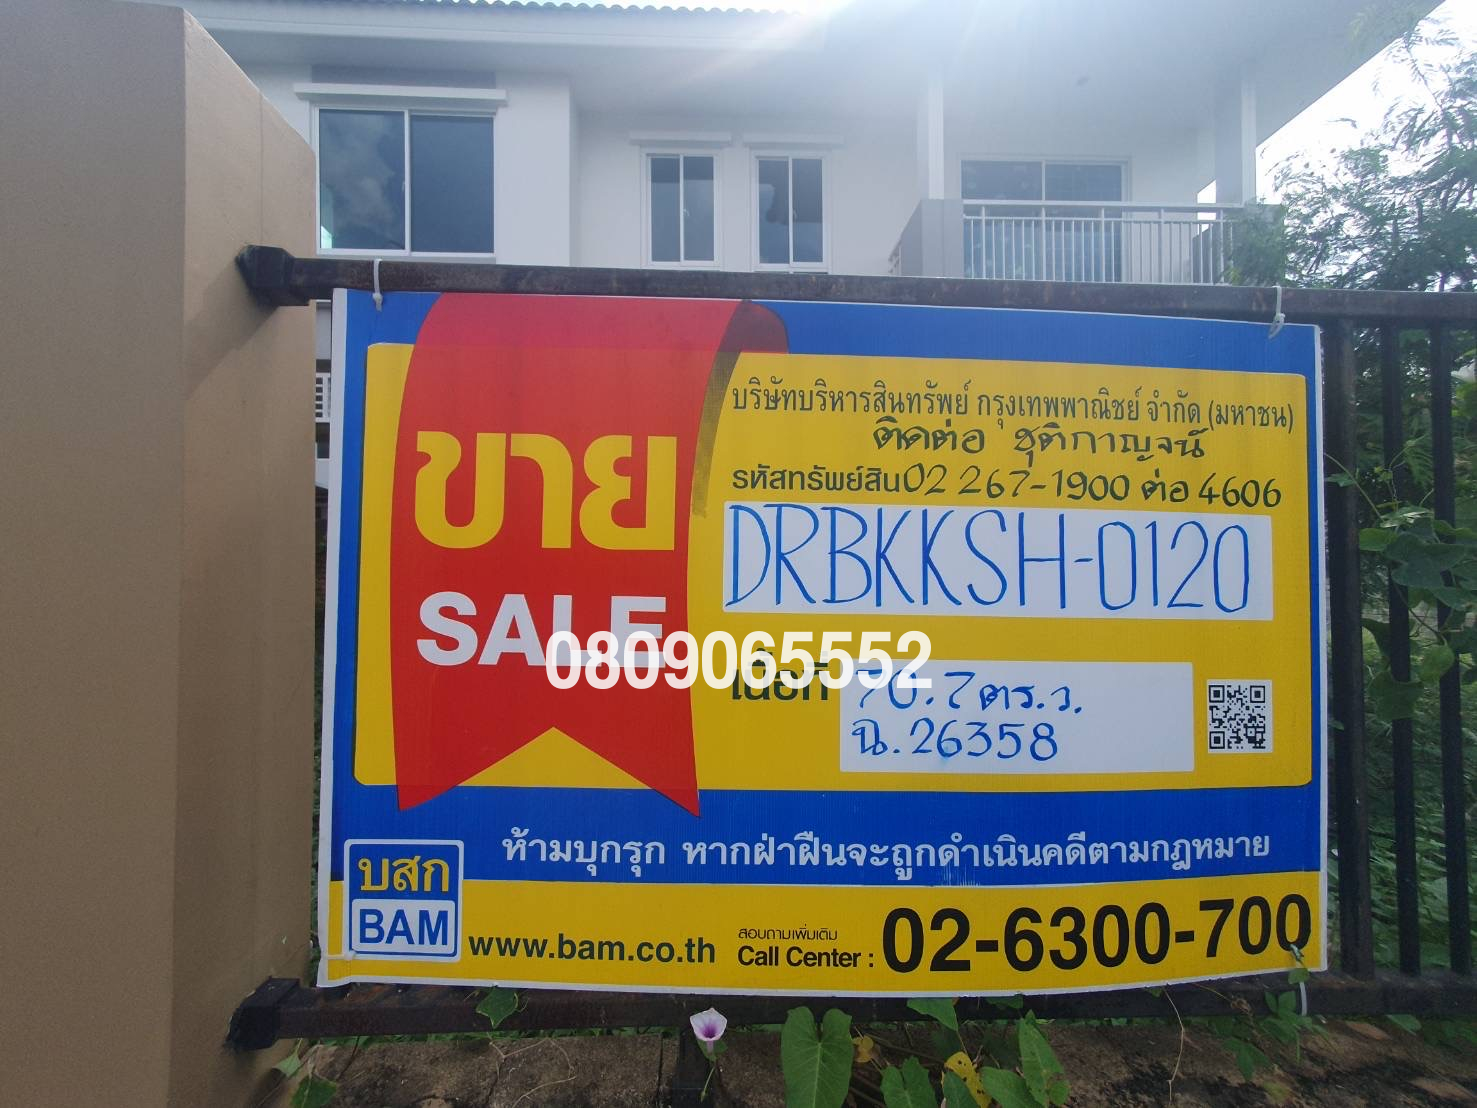 บริษัทบริหารสินทรัพย์ กรุงเทพพาณิชย์ จำกัด (มหาชน)
ติดต่อ ชุติกาญจน์
รหัสทรัพย์สิน 02 267-1900 ต่อ 4606
ขาย
DRBKKSH-0120
SALE
0809065552
เนื้อที่ 70.7 ตร.ว.
ฉ.26358
ห้ามบุกรุก หากฝ่าฝืนจะถูกดำเนินคดีตามกฎหมาย
บสก
BAM
www.bam.co.th
สอบถามเพิ่มเติม
Call Center : 02-6300-700